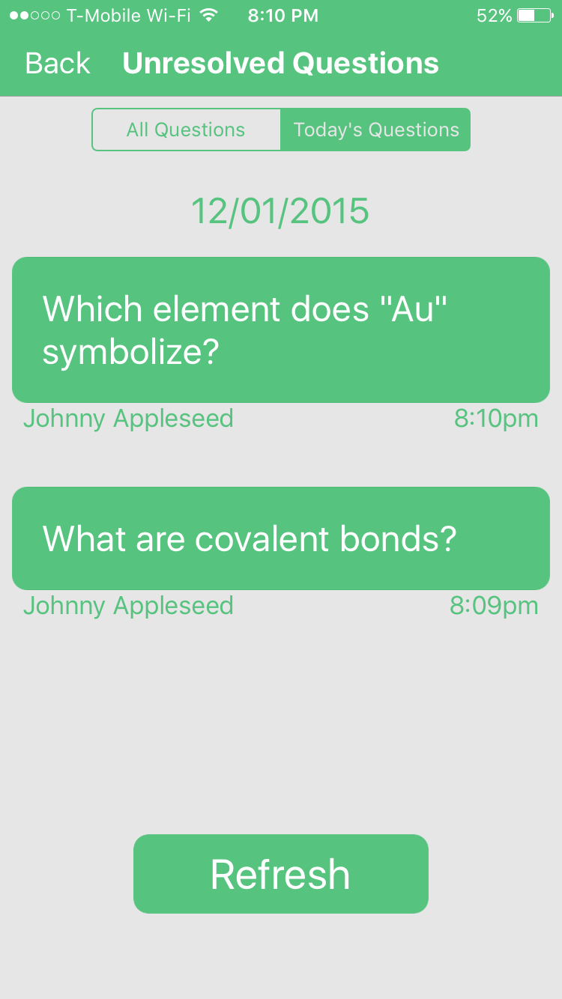 T-Mobile Wi-Fi 8:10 PM 52%
Back Unresolved Questions
All Questions Today's Questions
12/01/2015
Which element does "Au"
symbolize?
Johnny Appleseed 8:10pm
What are covalent bonds?
Johnny Appleseed 8:09pm
Refresh